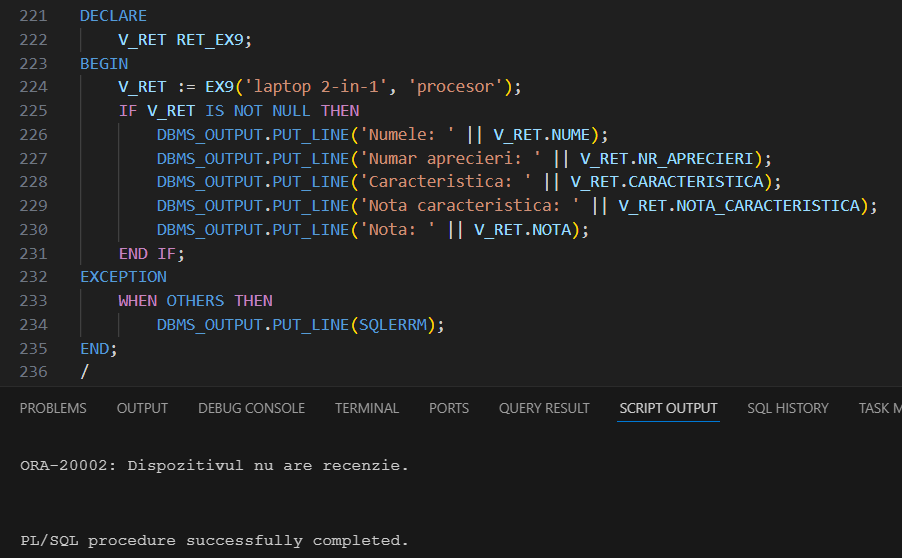 221 DECLARE
222 V_RET RET_EX9;
223 BEGIN
224 V_RET := EX9('laptop 2-in-1', 'procesor');
225 IF V_RET IS NOT NULL THEN
226 DBMS_OUTPUT.PUT_LINE('Numele: ' || V_RET.NUME);
227 DBMS_OUTPUT.PUT_LINE('Numar aprecieri: ' || V_RET.NR_APRECIERI);
228 DBMS_OUTPUT.PUT_LINE('Caracteristica: ' || V_RET.CARACTERISTICA);
229 DBMS_OUTPUT.PUT_LINE('Nota caracteristica: ' || V_RET.NOTA_CARACTERISTICA);
230 DBMS_OUTPUT.PUT_LINE('Nota: ' || V_RET.NOTA);
231 END IF;
232 EXCEPTION
233 WHEN OTHERS THEN
234 DBMS_OUTPUT.PUT_LINE(SQLERRM);
235 END;
236 /
PROBLEMS OUTPUT DEBUG CONSOLE TERMINAL PORTS QUERY RESULT SCRIPT OUTPUT SQL HISTORY TASK M
ORA-20002: Dispozitivul nu are recenzie.
PL/SQL procedure successfully completed.